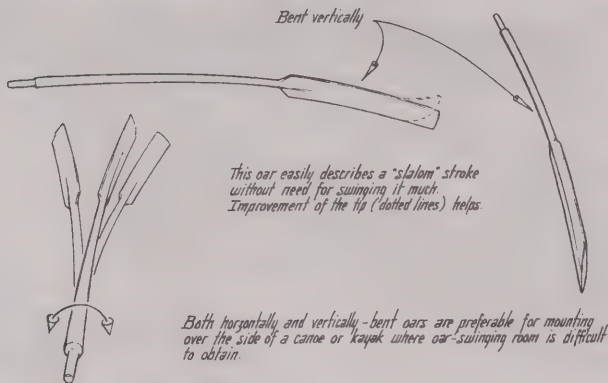 Bent vertically
This oar easily describes a "slalom" stroke
without need for swinging it much.
Improvement of the tip (dotted lines) helps.
Both horizontally and vertically-bent oars are preferable for mounting
over the side of a canoe or kayak where oar-swinging room is difficult
to obtain.